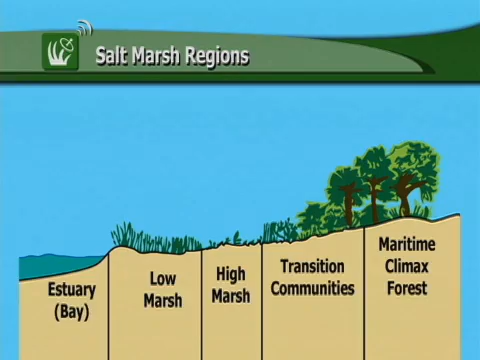 Salt Marsh Regions
Estuary
(Bay)
Low
Marsh
High
Marsh
Transition
Communities
Maritime
Climax
Forest